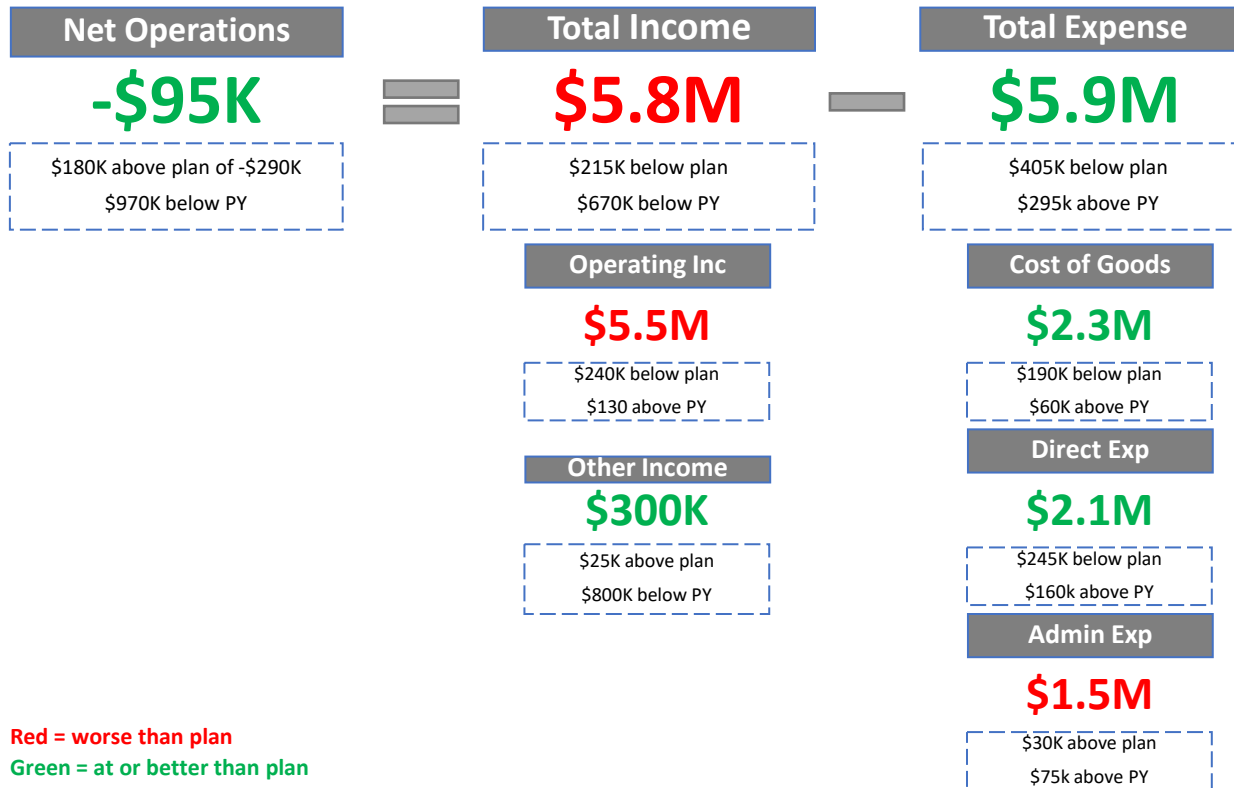 Net Operations
-$95K
$180K above plan of -$290K
$970K below PY
Total Income
$5.8M
$215K below plan
$670K below PY
Operating Inc
$5.5M
$240K below plan
$130 above PY
Other Income
$300K
$25K above plan
$800K below PY
Total Expense
$5.9M
$405K below plan
$295k above PY
Cost of Goods
$2.3M
$190K below plan
$60K above PY
Direct Exp
$2.1M
$245K below plan
$160k above PY
Admin Exp
$1.5M
$30K above plan
$75k above PY
Red = worse than plan
Green = at or better than plan